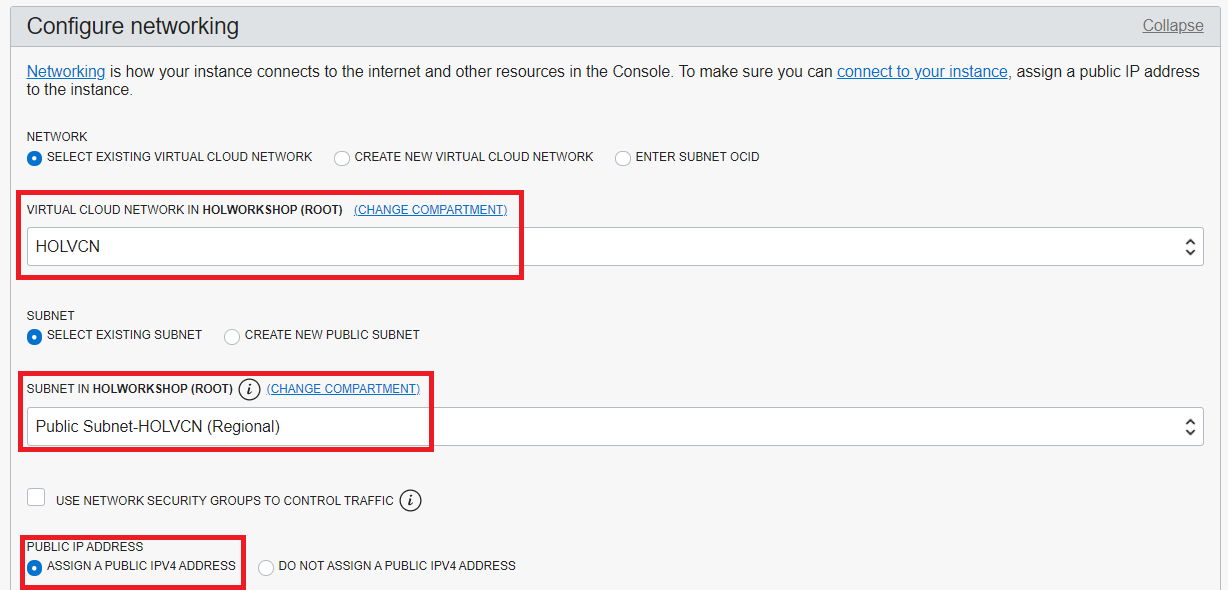 Configure networking
Collapse
Networking is how your instance connects to the internet and other resources in the Console. To make sure you can connect to your instance, assign a public IP address
to the instance.
NETWORK
SELECT EXISTING VIRTUAL CLOUD NETWORK
CREATE NEW VIRTUAL CLOUD NETWORK
ENTER SUBNET OCID
VIRTUAL CLOUD NETWORK IN HOLWORKSHOP (ROOT) (CHANGE COMPARTMENT)
HOLVCN
SUBNET
SELECT EXISTING SUBNET
CREATE NEW PUBLIC SUBNET
SUBNET IN HOLWORKSHOP (ROOT) i (CHANGE COMPARTMENT)
Public Subnet-HOLVCN (Regional)
USE NETWORK SECURITY GROUPS TO CONTROL TRAFFIC i
PUBLIC IP ADDRESS
ASSIGN A PUBLIC IPV4 ADDRESS
DO NOT ASSIGN A PUBLIC IPV4 ADDRESS